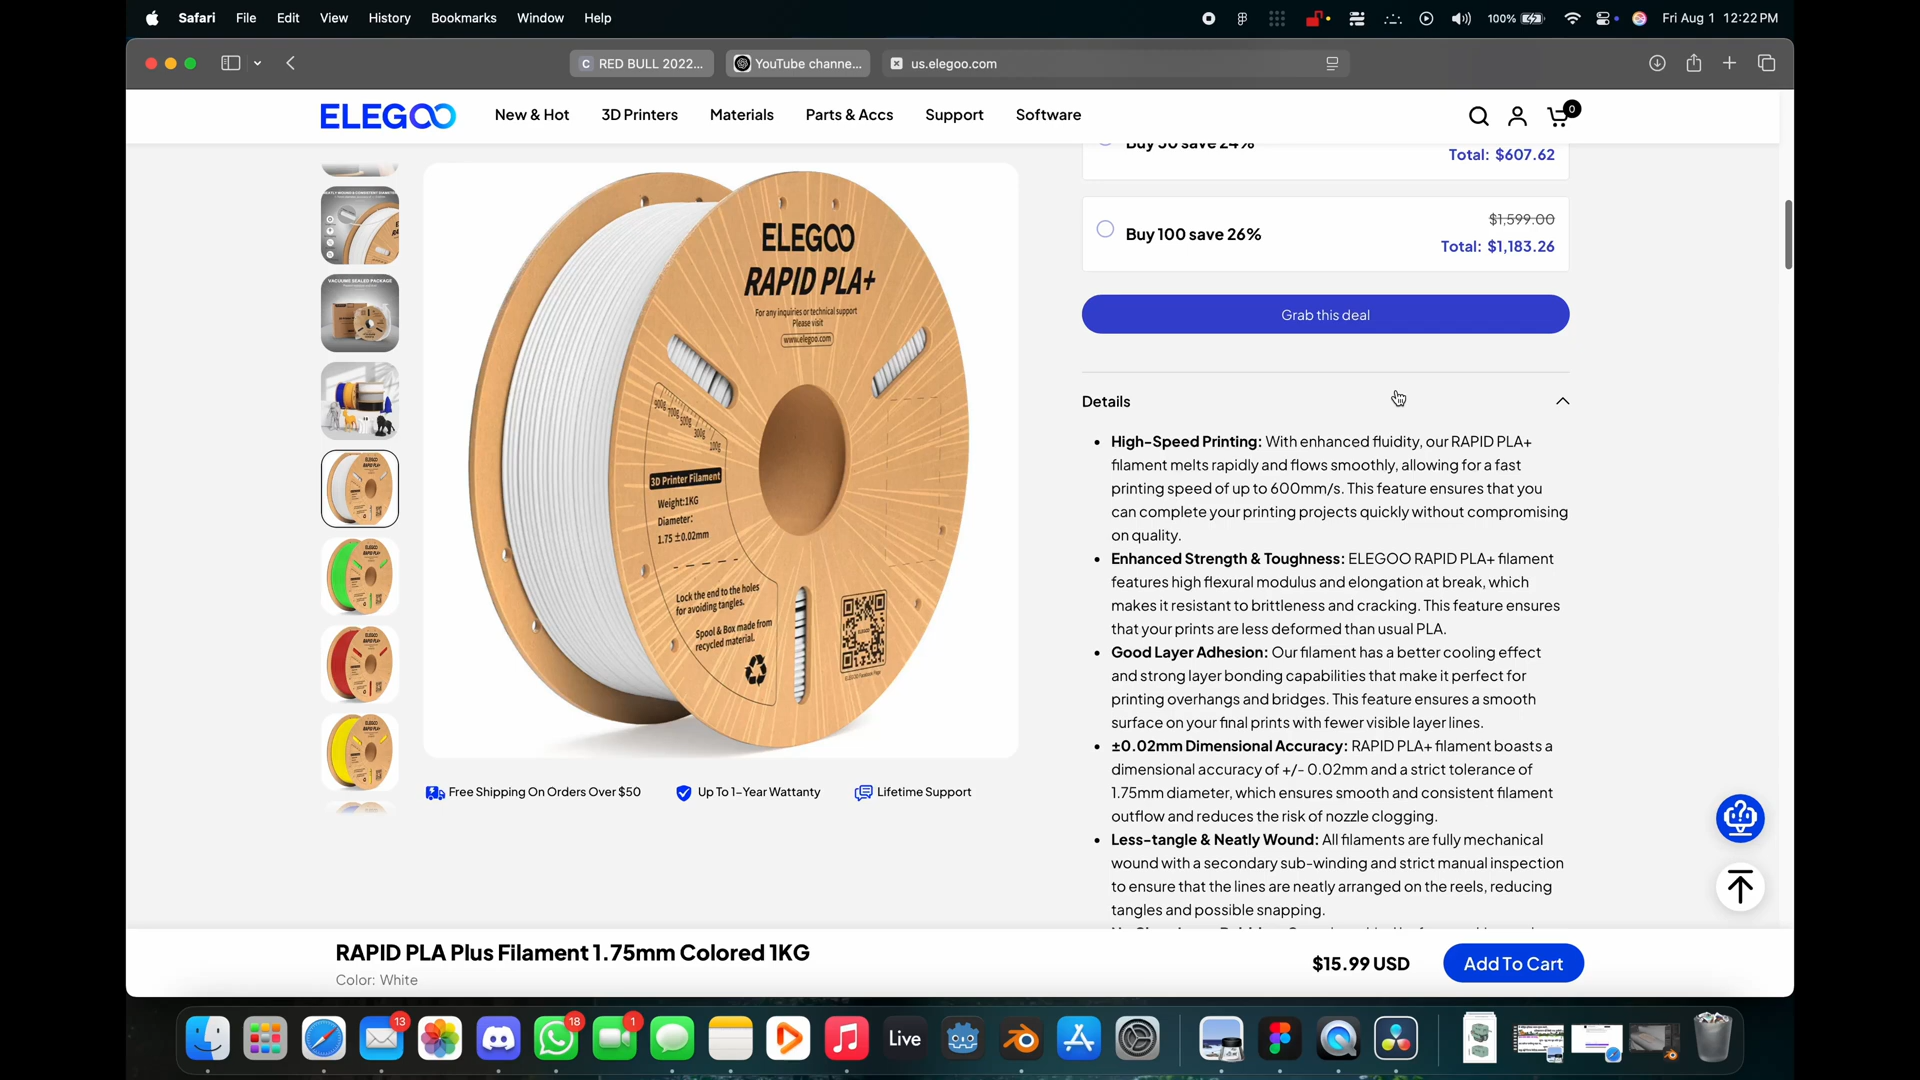 Safari File Edit View History Bookmarks Window Help
100% Fri Aug 1 12:22 PM
C RED BULL 2022... YouTube channe... us.elegoo.com
ELEGOO New & Hot 3D Printers Materials Parts & Accs Support Software 0
Total: $607.62
$1,599.00
Buy 100 save 26%
Total: $1,183.26
Grab this deal
VACUUME SEALED PACKAGE
ELEGOO
RAPID PLA+
For any inquiries or technical support
Please visit
www.elegoo.com
900g 700g 500g 300g 100g
3D Printer Filament
Weight:1KG
Diameter:
1.75 ±0.02mm
Lock the end to the holes
for avoiding tangles.
Spool & Box made from
recycled material.
Free Shipping On Orders Over $50 Up To 1-Year Wattanty Lifetime Support
Details
• High-Speed Printing: With enhanced fluidity, our RAPID PLA+
filament melts rapidly and flows smoothly, allowing for a fast
printing speed of up to 600mm/s. This feature ensures that you
can complete your printing projects quickly without compromising
on quality.
• Enhanced Strength & Toughness: ELEGOO RAPID PLA+ filament
features high flexural modulus and elongation at break, which
makes it resistant to brittleness and cracking. This feature ensures
that your prints are less deformed than usual PLA.
• Good Layer Adhesion: Our filament has a better cooling effect
and strong layer bonding capabilities that make it perfect for
printing overhangs and bridges. This feature ensures a smooth
surface on your final prints with fewer visible layer lines.
• ±0.02mm Dimensional Accuracy: RAPID PLA+ filament boasts a
dimensional accuracy of +/- 0.02mm and a strict tolerance of
1.75mm diameter, which ensures smooth and consistent filament
outflow and reduces the risk of nozzle clogging.
• Less-tangle & Neatly Wound: All filaments are fully mechanical
wound with a secondary sub-winding and strict manual inspection
to ensure that the lines are neatly arranged on the reels, reducing
tangles and possible snapping.
RAPID PLA Plus Filament 1.75mm Colored 1KG
Color: White
$15.99 USD Add To Cart
13 18 1 Live